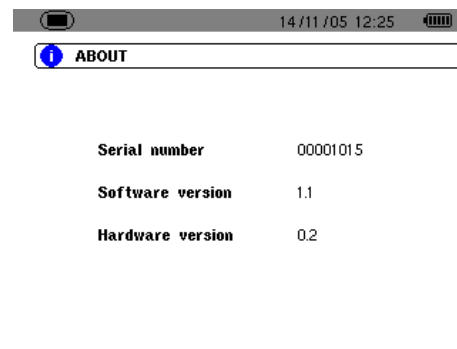 14/11/05 12:25
i ABOUT
Serial number 00001015
Software version 1.1
Hardware version 0.2